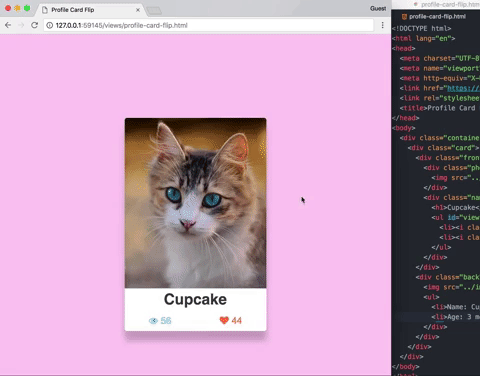 Profile Card Flip
Guest
127.0.0.1:59145/views/profile-card-flip.html
Cupcake
56 44
profile-card-flip.html
profile-card-flip.html
<!DOCTYPE html>
<html lang="en">
<head>
<meta charset="UTF-8
<meta name="viewport
<meta http-equiv="X-
<link href="https://
<link rel="styleshee
<title>Profile Card
</head>
<body>
<div class="containe
<div class="card">
<div class="fron
<div class="ph
<img src="..
</div>
<div class="na
<h1>Cupcake<
<ul id="view
<li><i cla
<li><i cla
</ul>
</div>
</div>
<div class="back
<img src="../i
<ul>
<li>Name: Cu
<li>Age: 3 m
</div>
</div>
</div>
</body>